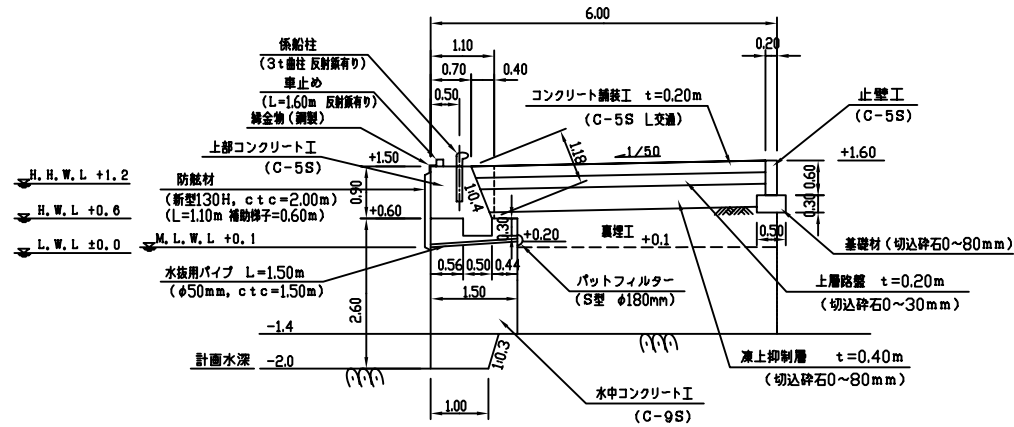 6.00
1.10
0.20
0.70
0.40
0.50
係船柱
(3t曲柱 反射鋲有り)
車止め
(L=1.60m 反射鋲有り)
縁金物(鋼製)
上部コンクリート工
(C-5S)
コンクリート舗装工 t=0.20m
(C-5S L交通)
止壁工
(C-5S)
+1.50
1.18
1/50
+1.60
H.H.W.L +1.2
防舷材
(新型130H, ctc=2.00m)
(L=1.10m 補助梯子=0.60m)
0.90
1:0.4
0.60
0.30
H.W.L +0.6
+0.60
0.30
+0.20
裏埋工
+0.1
0.50
L.W.L ±0.0
M.L.W.L +0.1
基礎材(切込砕石0~80mm)
水抜用パイプ L=1.50m
(φ50mm, ctc=1.50m)
0.56
0.50
0.44
1.50
パットフィルター
(S型 φ180mm)
上層路盤 t=0.20m
(切込砕石0~30mm)
2.60
-1.4
計画水深
-2.0
1:0.3
凍上抑制層 t=0.40m
(切込砕石0~80mm)
1.00
水中コンクリート工
(C-9S)